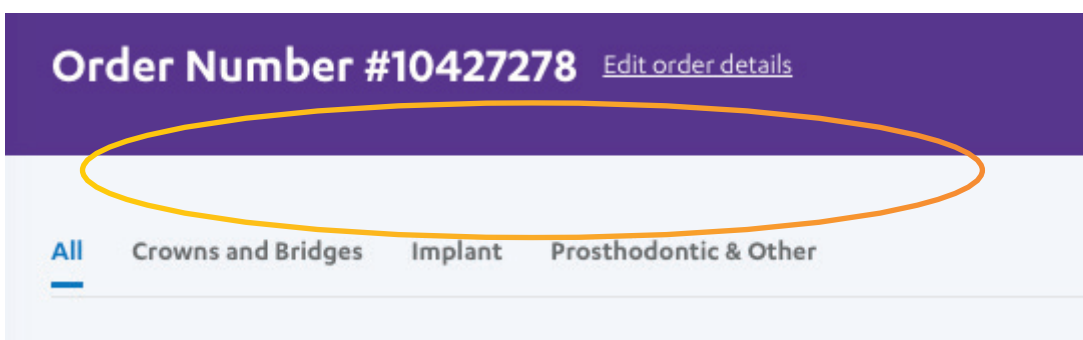 Order Number #10427278 Edit order details
All Crowns and Bridges Implant Prosthodontic & Other